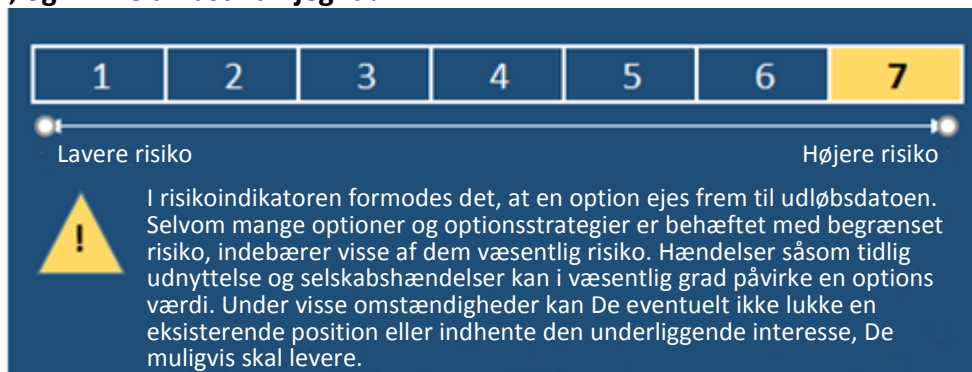 1 2 3 4 5 6 7
Lavere risiko Højere risiko
I risikoindikatoren formodes det, at en option ejes frem til udløbsdatoen.
Selvom mange optioner og optionsstrategier er behæftet med begrænset
risiko, indebærer visse af dem væsentlig risiko. Hændelser såsom tidlig
udnyttelse og selskabshændelser kan i væsentlig grad påvirke en options
værdi. Under visse omstændigheder kan De eventuelt ikke lukke en
eksisterende position eller indhente den underliggende interesse, De
muligvis skal levere.